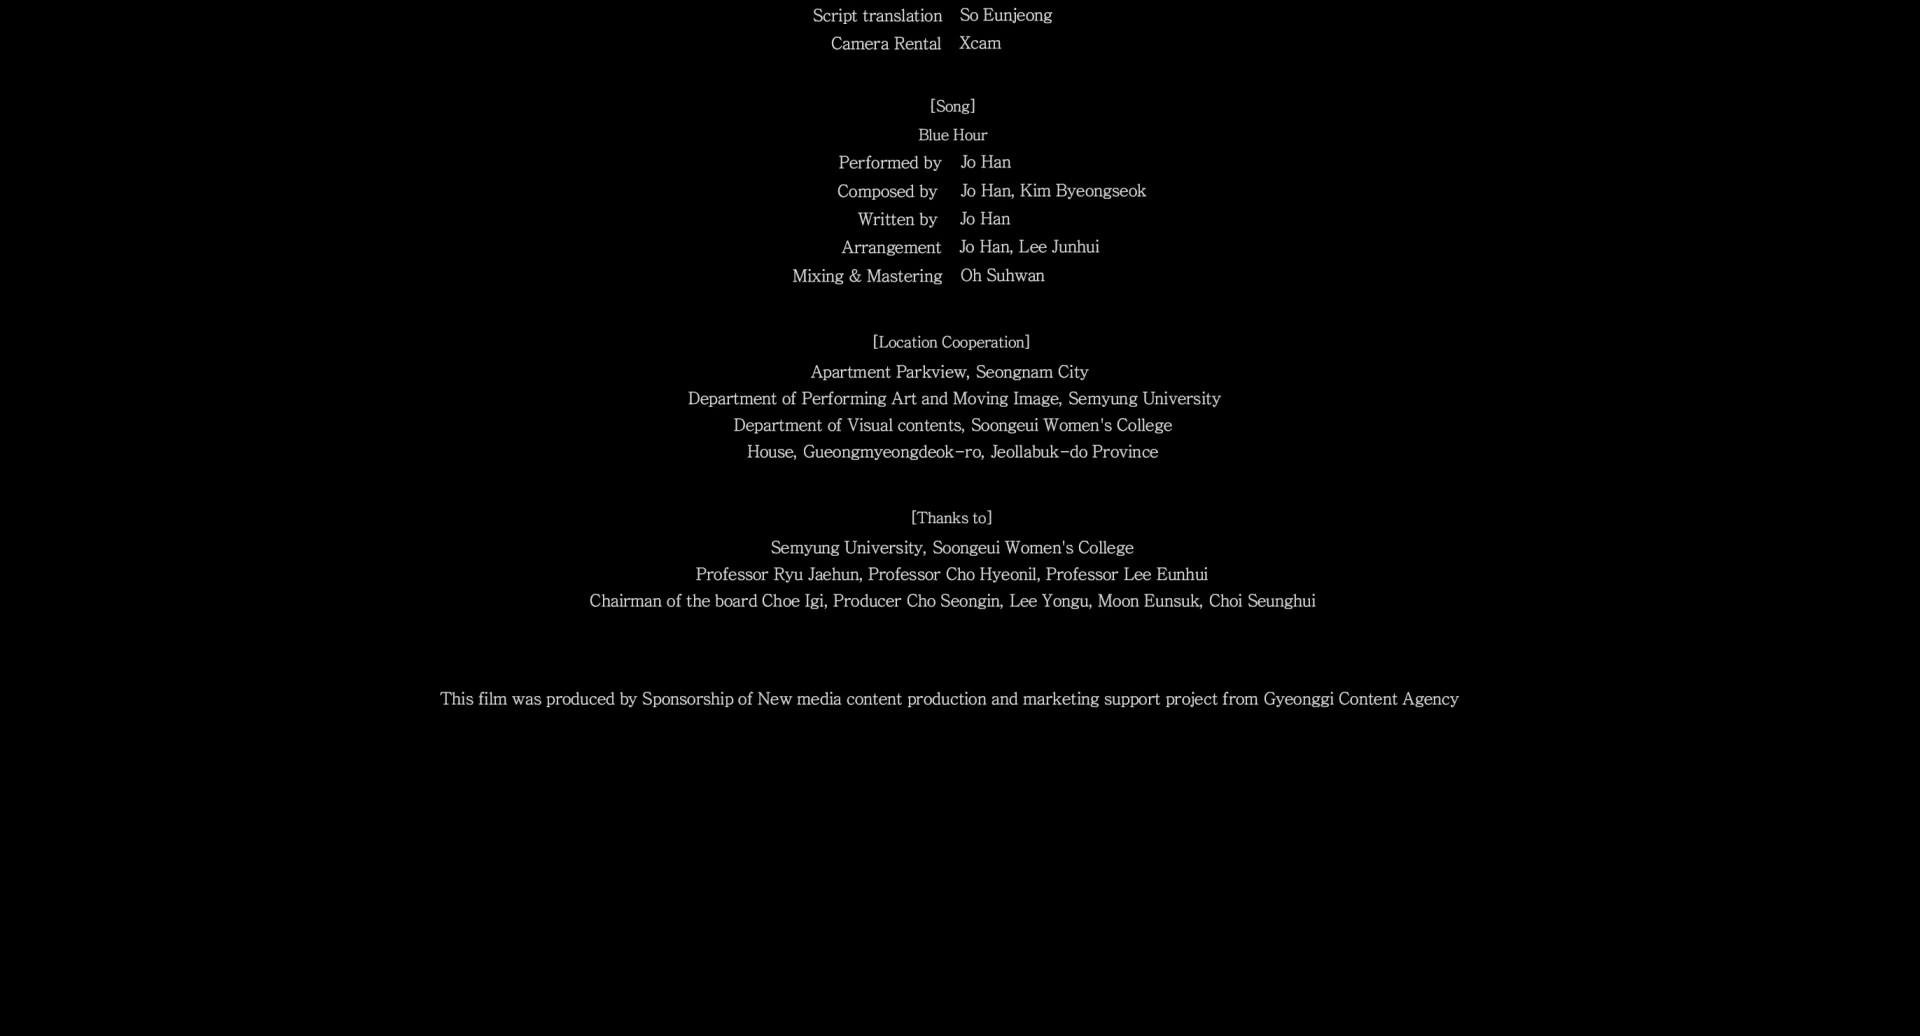 Script translation So Eunjeong
Camera Rental Xcam
[Song]
Blue Hour
Performed by Jo Han
Composed by Jo Han, Kim Byeongseok
Written by Jo Han
Arrangement Jo Han, Lee Junhui
Mixing & Mastering Oh Suhwan
[Location Cooperation]
Apartment Parkview, Seongnam City
Department of Performing Art and Moving Image, Semyung University
Department of Visual contents, Soongeui Women's College
House, Gueongmyeongdeok-ro, Jeollabuk-do Province
[Thanks to]
Semyung University, Soongeui Women's College
Professor Ryu Jaehun, Professor Cho Hyeonil, Professor Lee Eunhui
Chairman of the board Choe Igi, Producer Cho Seongin, Lee Yongu, Moon Eunsuk, Choi Seunghui
This film was produced by Sponsorship of New media content production and marketing support project from Gyeonggi Content Agency